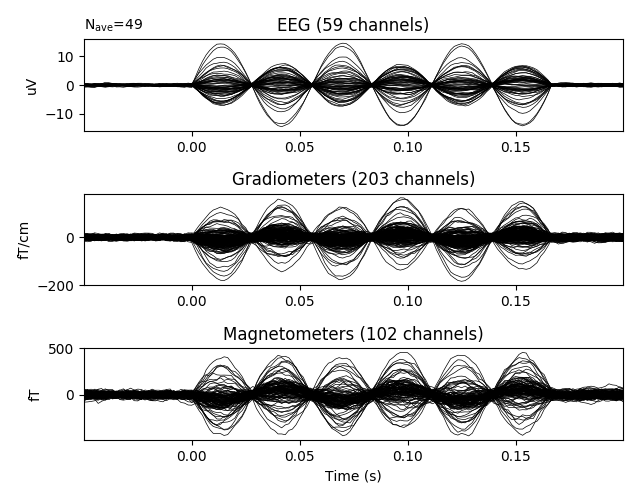 Nave=49
EEG (59 channels)
10
0
−10
uV
0.00 0.05 0.10 0.15
Gradiometers (203 channels)
0
−200
fT/cm
0.00 0.05 0.10 0.15
Magnetometers (102 channels)
500
0
fT
0.00 0.05 0.10 0.15
Time (s)